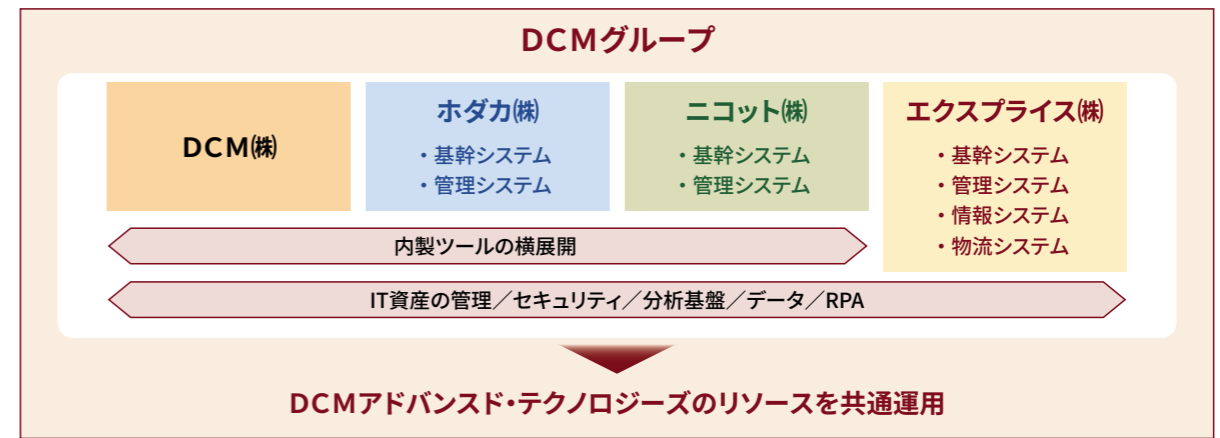 DCMグループ
DCM㈱
ホダカ㈱
・基幹システム
・管理システム
ニコット㈱
・基幹システム
・管理システム
エクスプライス㈱
・基幹システム
・管理システム
・情報システム
・物流システム
内製ツールの横展開
IT資産の管理／セキュリティ／分析基盤／データ／RPA
DCMアドバンスド・テクノロジーズのリソースを共通運用